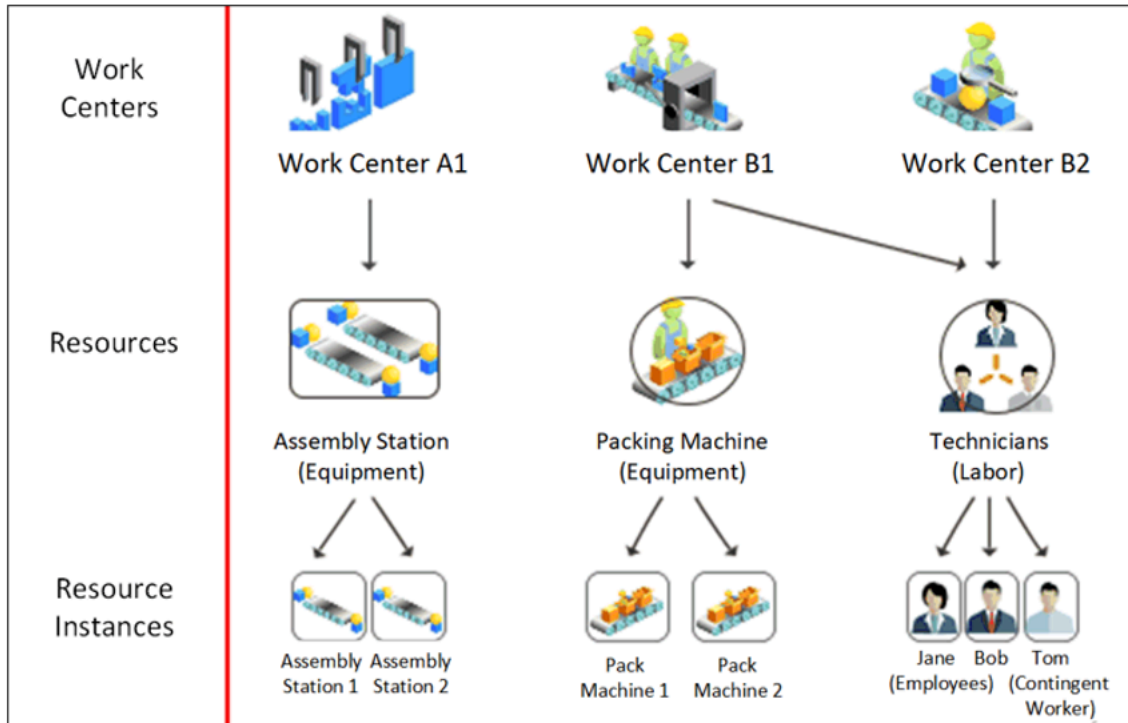 Work
Centers
Work Center A1
Work Center B1
Work Center B2
Resources
Assembly Station
(Equipment)
Packing Machine
(Equipment)
Technicians
(Labor)
Resource
Instances
Assembly
Station 1
Assembly
Station 2
Pack
Machine 1
Pack
Machine 2
Jane
Bob
Tom
(Employees)
(Contingent
Worker)